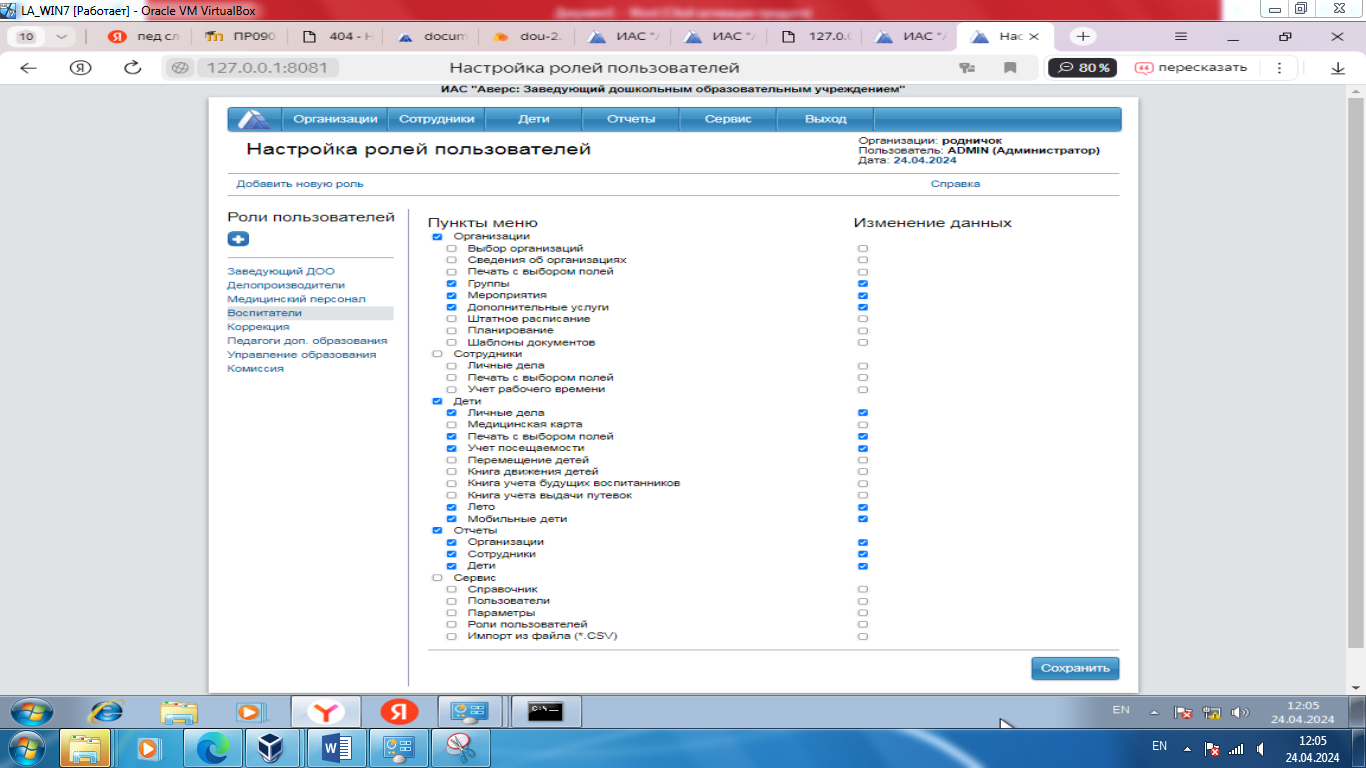 LA_WIN7 [Работает] - Oracle VM VirtualBox
10
пед сл
ПР090
404 - Н
docum
dou-2.
ИАС "А
ИАС "А
127.0.0
ИАС "А
Нас
127.0.0.1:8081
Настройка ролей пользователей
80%
пересказать
ИАС "Аверс: Заведующий дошкольным образовательным учреждением"
Организации
Сотрудники
Дети
Отчеты
Сервис
Выход
Настройка ролей пользователей
Организации: родничок
Пользователь: ADMIN (Администратор)
Дата: 24.04.2024
Добавить новую роль
Справка
Роли пользователей
Заведующий ДОО
Делопроизводители
Медицинский персонал
Воспитатели
Коррекция
Педагоги доп. образования
Управление образования
Комиссия
Пункты меню
Изменение данных
Организации
Выбор организаций
Сведения об организациях
Печать с выбором полей
Группы
Мероприятия
Дополнительные услуги
Штатное расписание
Планирование
Шаблоны документов
Сотрудники
Личные дела
Печать с выбором полей
Учет рабочего времени
Дети
Личные дела
Медицинская карта
Печать с выбором полей
Учет посещаемости
Перемещение детей
Книга движения детей
Книга учета будущих воспитанников
Книга учета выдачи путевок
Лето
Мобильные дети
Отчеты
Организации
Сотрудники
Дети
Сервис
Справочник
Пользователи
Параметры
Роли пользователей
Импорт из файла (*.CSV)
Сохранить
EN
12:05
24.04.2024
EN
12:05
24.04.2024